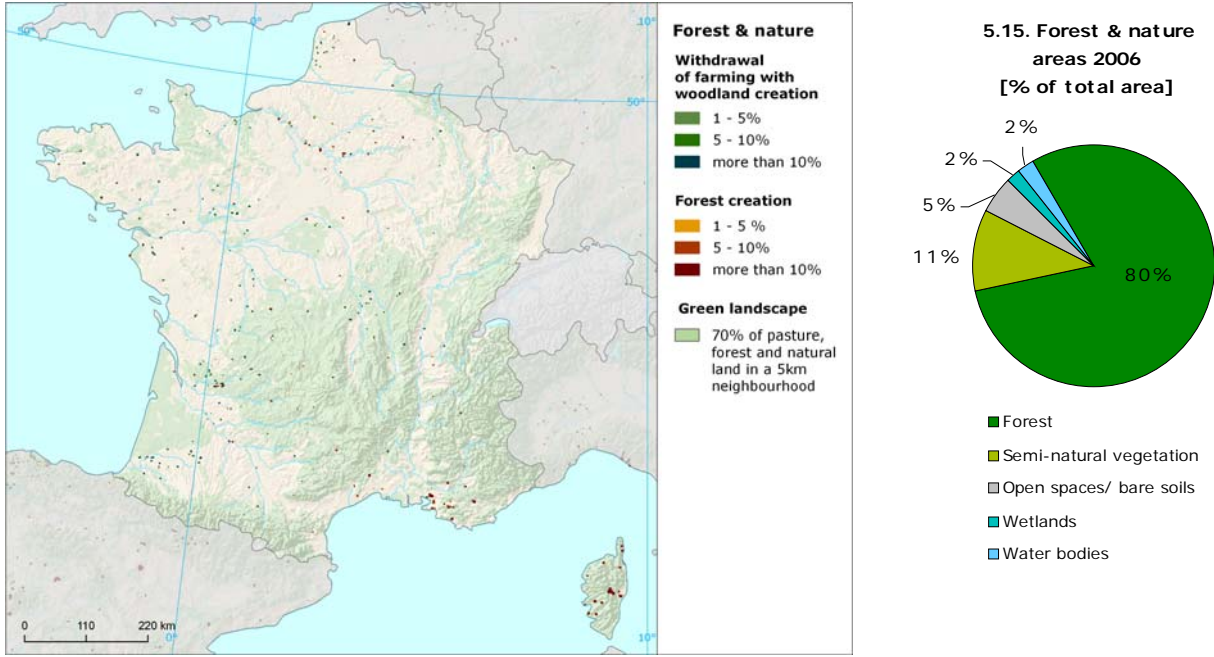 0°
10°
50°
50°
0
110
220 km
0°
10°
Forest & nature
Withdrawal
of farming with
woodland creation
1 - 5%
5 - 10%
more than 10%
Forest creation
1 - 5 %
5 - 10%
more than 10%
Green landscape
70% of pasture,
forest and natural
land in a 5km
neighbourhood
5.15. Forest & nature
areas 2006
[% of total area]
2%
2%
5%
11%
80%
Forest
Semi-natural vegetation
Open spaces/ bare soils
Wetlands
Water bodies